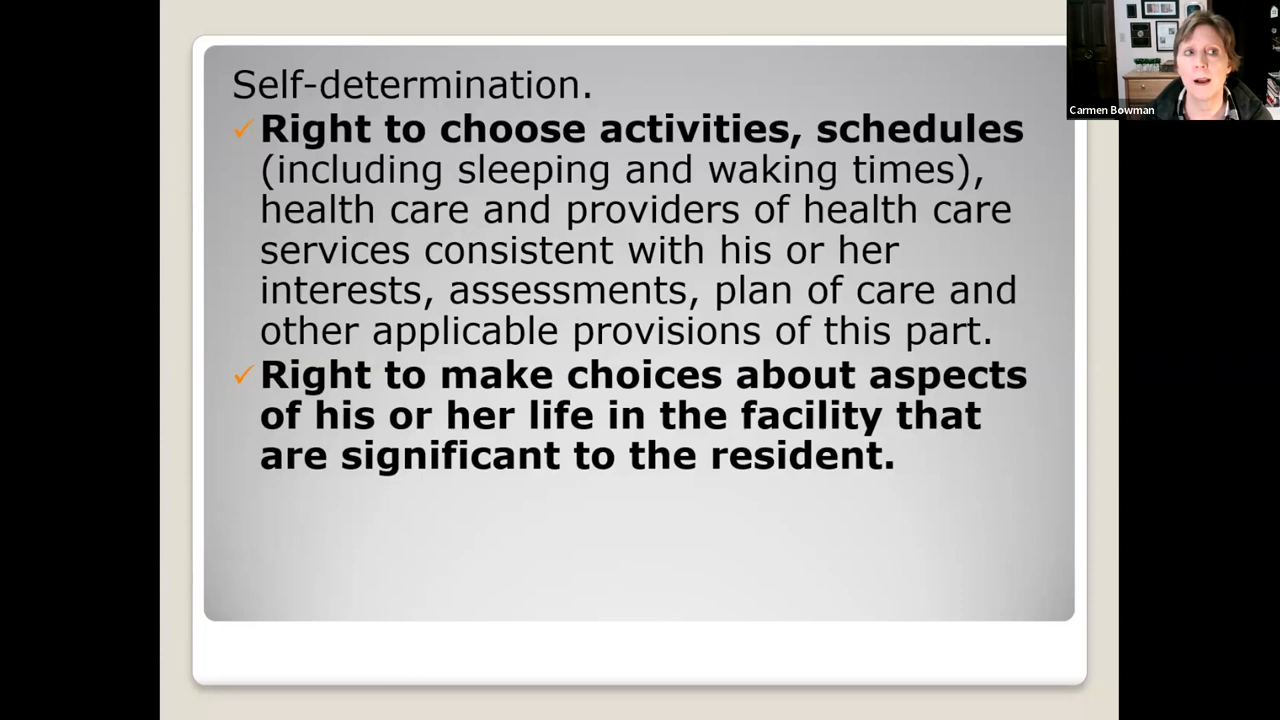 Self-determination.
✓Right to choose activities, schedules
(including sleeping and waking times),
health care and providers of health care
services consistent with his or her
interests, assessments, plan of care and
other applicable provisions of this part.
✓Right to make choices about aspects
of his or her life in the facility that
are significant to the resident.
Carmen Bowman